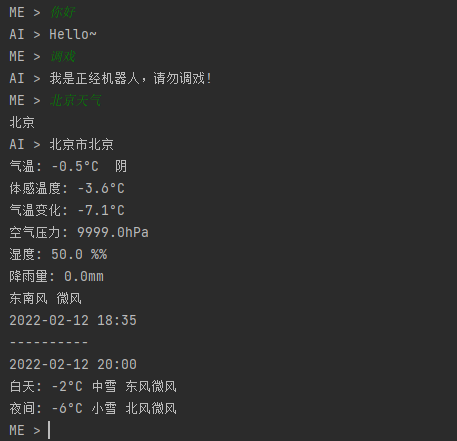 ME > 你好
AI > Hello~
ME > 调戏
AI > 我是正经机器人，请勿调戏!
ME > 北京天气
北京
AI > 北京市北京
气温: -0.5°C  阴
体感温度: -3.6°C
气温变化: -7.1°C
空气压力: 9999.0hPa
湿度: 50.0 %%
降雨量: 0.0mm
东南风 微风
2022-02-12 18:35
----------
2022-02-12 20:00
白天: -2°C 中雪 东风微风
夜间: -6°C 小雪 北风微风
ME >